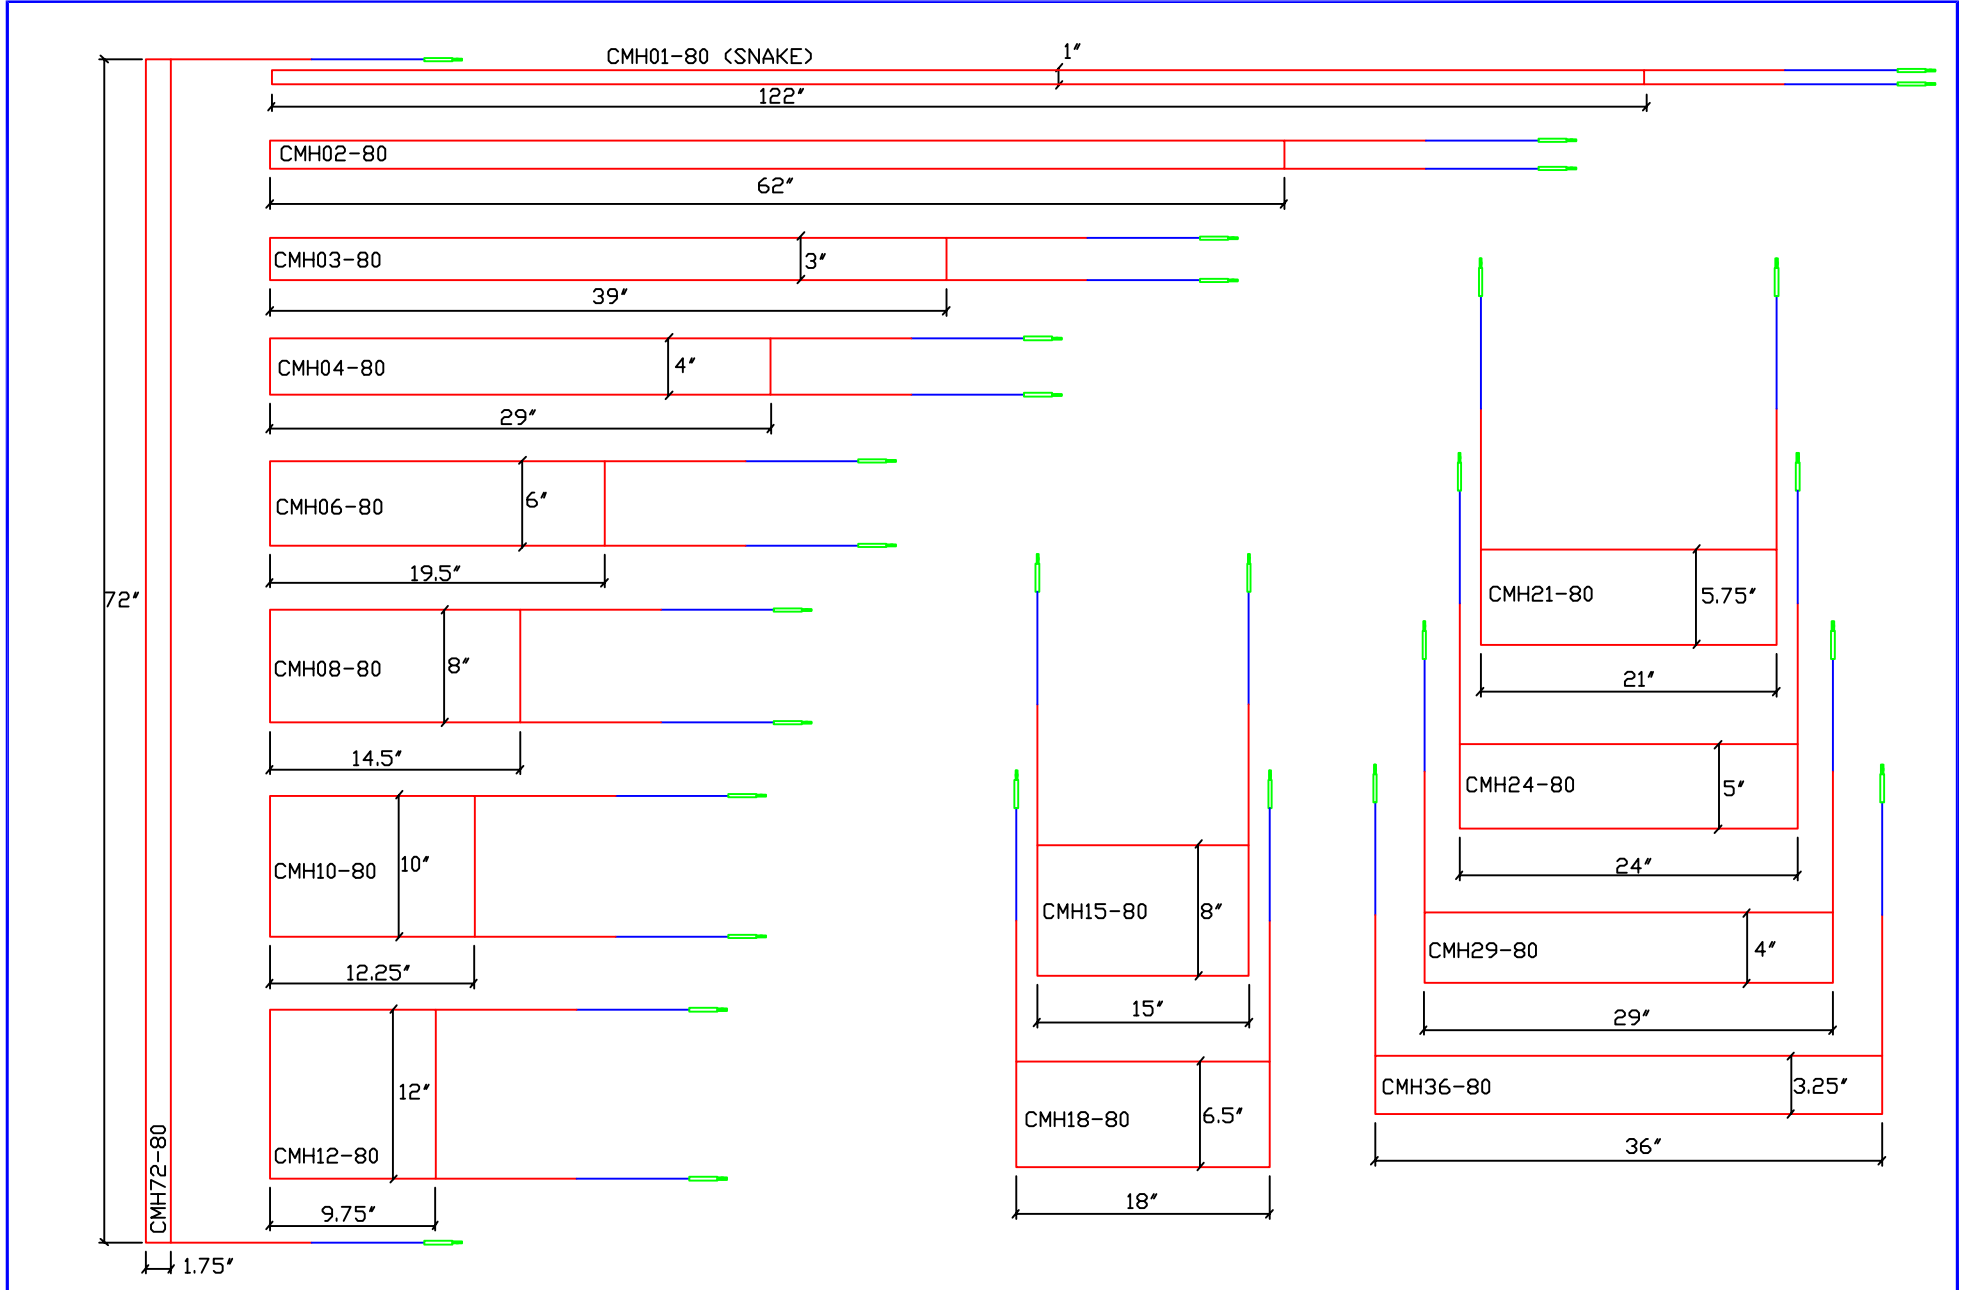 CMH01-80 (SNAKE)
1"
122"
CMH02-80
62"
CMH03-80
3"
39"
CMH04-80
4"
29"
CMH06-80
6"
19.5"
CMH08-80
8"
14.5"
CMH10-80
10"
12.25"
CMH12-80
12"
9.75"
72"
CMH72-80
1.75"
CMH15-80
8"
15"
CMH18-80
6.5"
18"
CMH21-80
5.75"
21"
CMH24-80
5"
24"
CMH29-80
4"
29"
CMH36-80
3.25"
36"